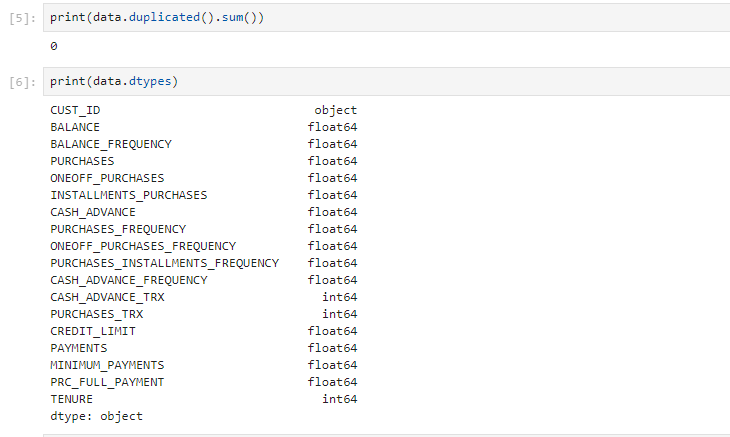 [5]: print(data.duplicated().sum())
0
[6]: print(data.dtypes)
CUST_ID object
BALANCE float64
BALANCE_FREQUENCY float64
PURCHASES float64
ONEOFF_PURCHASES float64
INSTALLMENTS_PURCHASES float64
CASH_ADVANCE float64
PURCHASES_FREQUENCY float64
ONEOFF_PURCHASES_FREQUENCY float64
PURCHASES_INSTALLMENTS_FREQUENCY float64
CASH_ADVANCE_FREQUENCY float64
CASH_ADVANCE_TRX int64
PURCHASES_TRX int64
CREDIT_LIMIT float64
PAYMENTS float64
MINIMUM_PAYMENTS float64
PRC_FULL_PAYMENT float64
TENURE int64
dtype: object